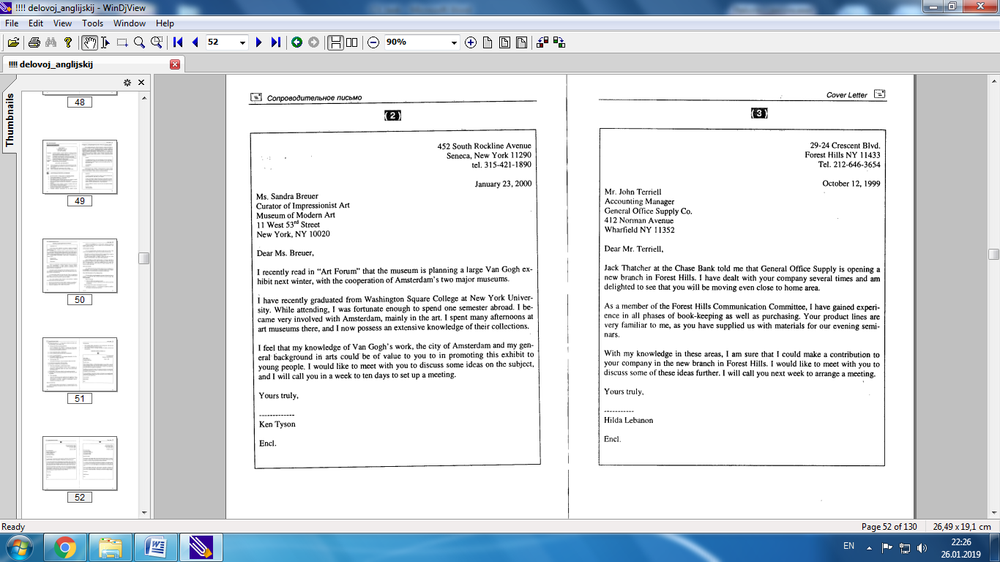 !!!! delovoj_anglijskij - WinDjView
File Edit View Tools Window Help
52
90%
!!!! delovoj_anglijskij
Thumbnails
48
49
50
51
52
Сопроводительное письмо
(2)
452 South Rockline Avenue
Seneca, New York 11290
tel. 315-421-1890
January 23, 2000
Ms. Sandra Breuer
Curator of Impressionist Art
Museum of Modern Art
11 West 53rd Street
New York, NY 10020
Dear Ms. Breuer,
I recently read in “Art Forum” that the museum is planning a large Van Gogh ex-
hibit next winter, with the cooperation of Amsterdam's two major museums.
I have recently graduated from Washington Square College at New York Univer-
sity. While attending, I was fortunate enough to spend one semester abroad. I be-
came very involved with Amsterdam, mainly in the art. I spent many afternoons at
art museums there, and I now possess an extensive knowledge of their collections.
I feel that my knowledge of Van Gogh's work, the city of Amsterdam and my gen-
eral background in arts could be of value to you to in promoting this exhibit to
young people. I would like to meet with you to discuss some ideas on the subject,
and I will call you in a week to ten days to set up a meeting.
Yours truly,
-------------
Ken Tyson
Encl.
Cover Letter
(3)
29-24 Crescent Blvd.
Forest Hills NY 11433
Tel. 212-646-3654
October 12, 1999
Mr. John Terriell
Accounting Manager
General Office Supply Co.
412 Norman Avenue
Wharfield NY 11352
Dear Mr. Terriell,
Jack Thatcher at the Chase Bank told me that General Office Supply is opening a
new branch in Forest Hills. I have dealt with your company several times and am
delighted to see that you will be moving even close to home area.
As a member of the Forest Hills Communication Committee, I have gained experi-
ence in all phases of book-keeping as well as purchasing. Your product lines are
very familiar to me, as you have supplied us with materials for our evening semi-
nars.
With my knowledge in these areas, I am sure that I could make a contribution to
your company in the new branch in Forest Hills. I would like to meet with you to
discuss some of these ideas further. I will call you next week to arrange a meeting.
Yours truly,
-----------
Hilda Lebanon
Encl.
Ready
Page 52 of 130
26,49 x 19,1 cm
EN
22:26
26.01.2019